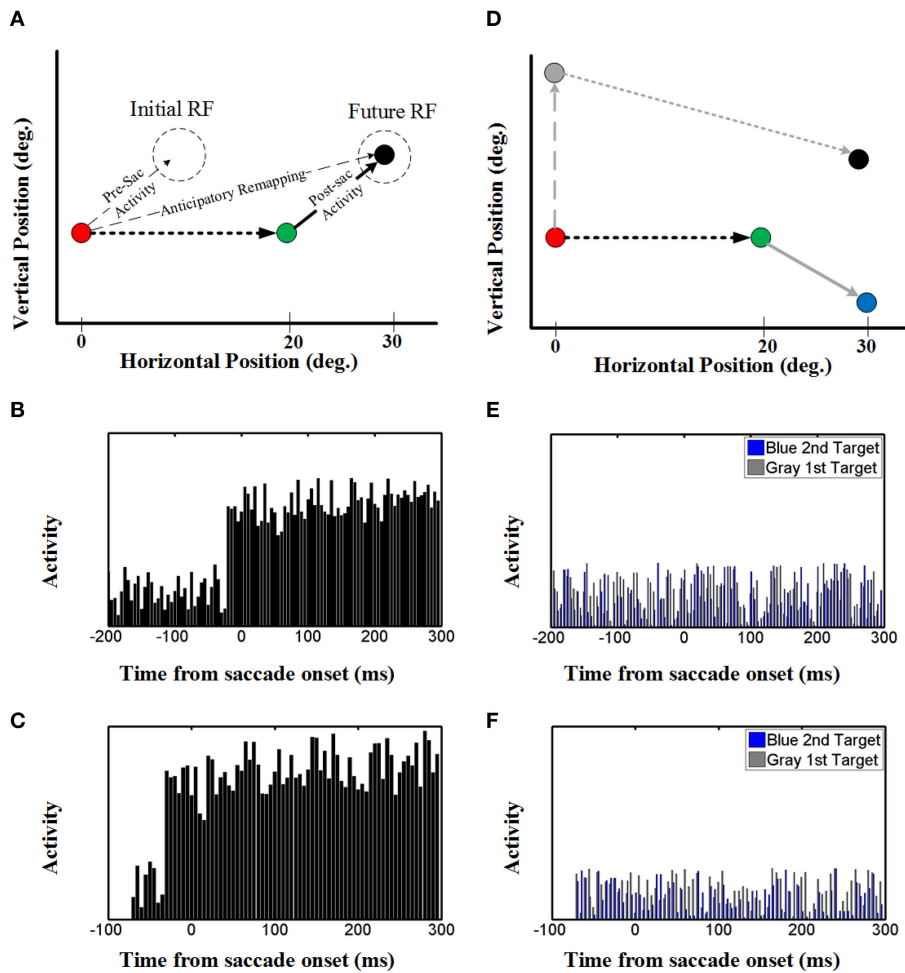 A
Initial RF
Future RF
Pre-Sac
Activity
Anticipatory Remapping
Post-sac
Activity
Vertical Position (deg.)
0
20
30
Horizontal Position (deg.)
D
Vertical Position (deg.)
0
20
30
Horizontal Position (deg.)
B
Activity
-200
-100
0
100
200
300
Time from saccade onset (ms)
E
Blue 2nd Target
Gray 1st Target
Activity
-200
-100
0
100
200
300
Time from saccade onset (ms)
C
Activity
-100
0
100
200
300
Time from saccade onset (ms)
F
Blue 2nd Target
Gray 1st Target
Activity
-100
0
100
200
300
Time from saccade onset (ms)